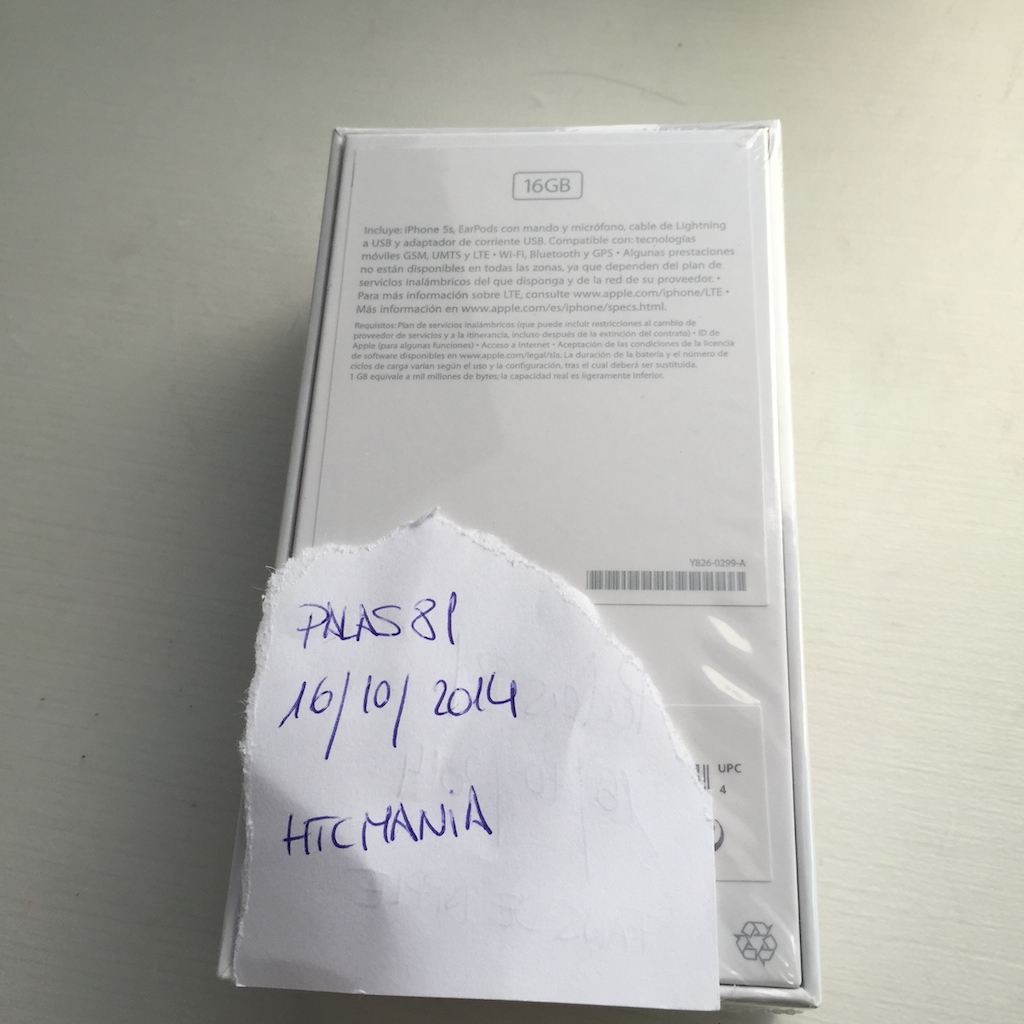 16GB
Incluye: iPhone 5s, EarPods con mando y micrófono, cable de Lightning
a USB y adaptador de corriente USB. Compatible con: tecnologías
móviles GSM, UMTS y LTE • Wi-Fi, Bluetooth y GPS • Algunas prestaciones
no están disponibles en todas las zonas, ya que dependen del plan de
servicios inalámbricos del que disponga y de la red de su proveedor. •
Para más información sobre LTE, consulte www.apple.com/iphone/LTE •
Más información en www.apple.com/es/iphone/specs.html.
Requisitos: Plan de servicios inalámbricos (que puede incluir restricciones al cambio de
proveedor de servicios y a la itinerancia, incluso después de la extinción del contrato) • ID de
Apple (para algunas funciones) • Acceso a Internet • Aceptación de las condiciones de la licencia
de software disponibles en www.apple.com/legal/sla. La duración de la batería y el número de
ciclos de carga varían según el uso y la configuración, tras el cual deberá ser sustituida.
1 GB equivale a mil millones de bytes; la capacidad real es ligeramente inferior.
Y826-0299-A
PALAS81
16/10/2014
HTCMANiA
UPC
4